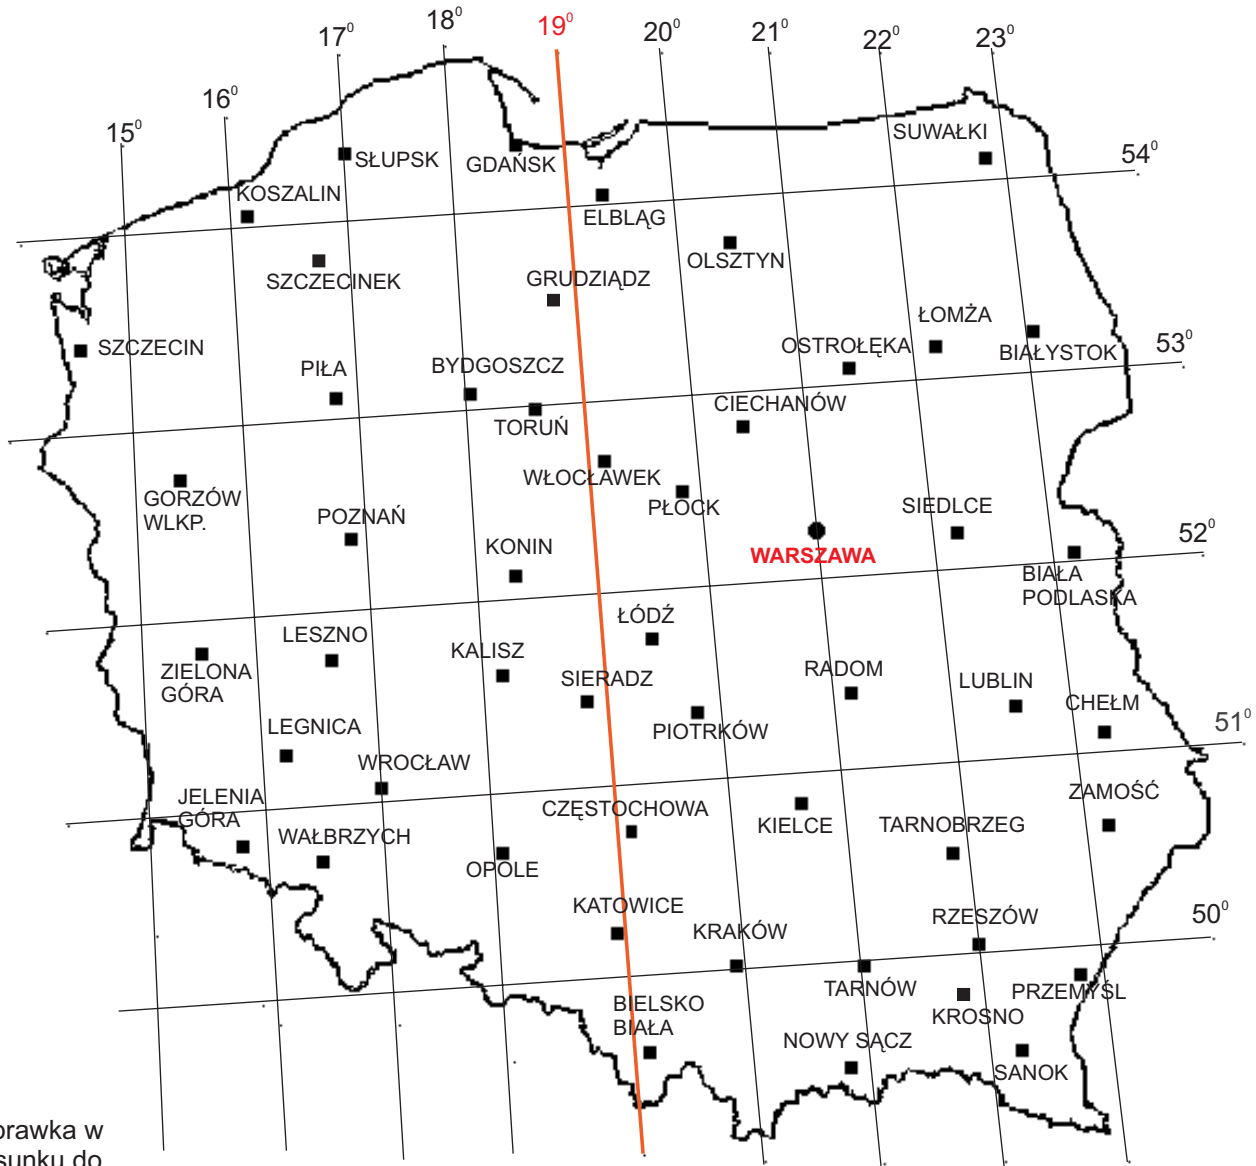 15⁰
16⁰
17⁰
18⁰
19⁰
20⁰
21⁰
22⁰
23⁰
SŁUPSK
GDAŃSK
SUWAŁKI
54⁰
KOSZALIN
ELBLĄG
OLSZTYN
SZCZECINEK
GRUDZIĄDZ
ŁOMŻA
SZCZECIN
OSTROŁĘKA
BIAŁYSTOK
53⁰
PIŁA
BYDGOSZCZ
CIECHANÓW
TORUŃ
WŁOCŁAWEK
GORZÓW
WLKP.
PŁOCK
SIEDLCE
POZNAŃ
KONIN
WARSZAWA
52⁰
BIAŁA
PODLASKA
ŁÓDŹ
LESZNO
KALISZ
ZIELONA
GÓRA
SIERADZ
RADOM
LUBLIN
CHEŁM
51⁰
LEGNICA
PIOTRKÓW
WROCŁAW
JELENIA
GÓRA
ZAMOŚĆ
CZĘSTOCHOWA
WAŁBRZYCH
KIELCE
TARNOBRZEG
OPOLE
KATOWICE
RZESZÓW
50⁰
KRAKÓW
TARNÓW
PRZEMYŚL
BIELSKO
BIAŁA
KROSNO
NOWY SĄCZ
SANOK
orawka w
sunku do